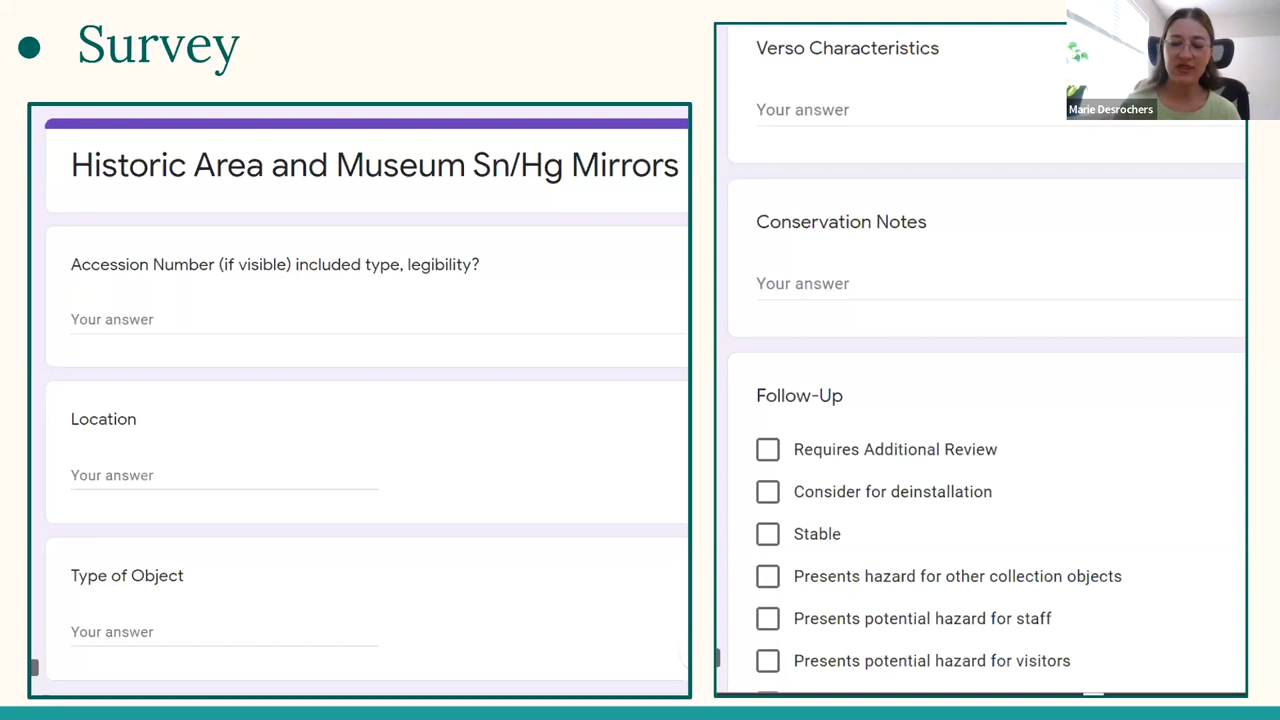 Survey
Historic Area and Museum Sn/Hg Mirrors
Accession Number (if visible) included type, legibility?
Your answer
Location
Your answer
Type of Object
Your answer
Verso Characteristics
Your answer
Conservation Notes
Your answer
Follow-Up
Requires Additional Review
Consider for deinstallation
Stable
Presents hazard for other collection objects
Presents potential hazard for staff
Presents potential hazard for visitors
Marie Desrochers